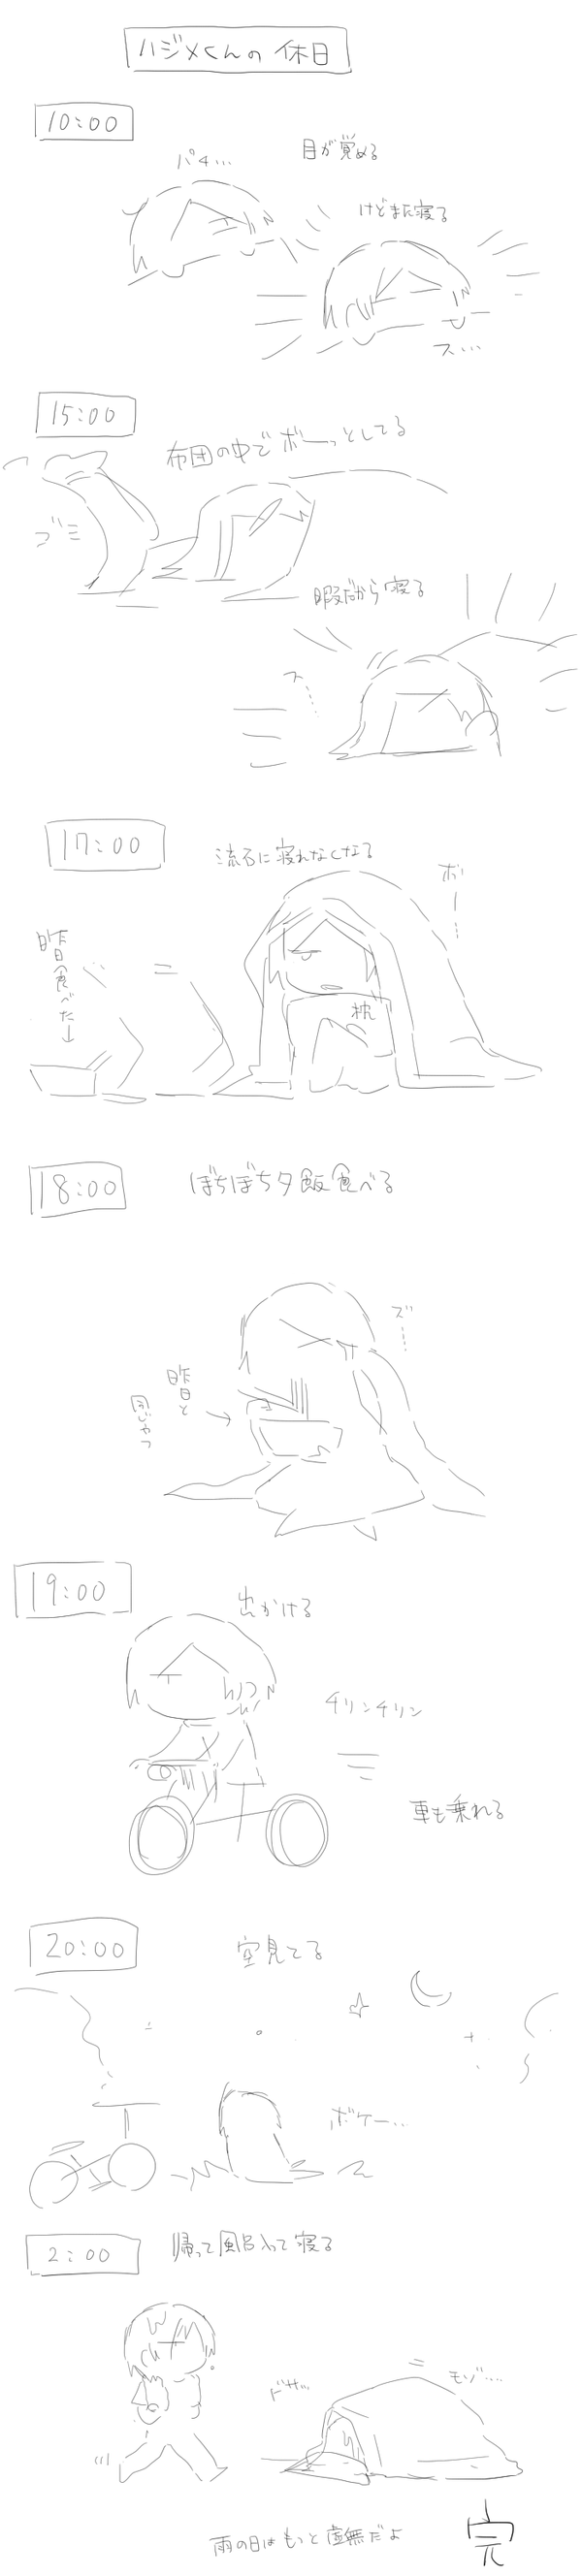 ハジメくんの休日
10:00
パチ…
目が覚める
けどまた寝る
ス…
15:00
布団の中でボーっとしてる
ゴミ
暇だから寝る
ス……
17:00
流石に寝れなくなる
ボー……
昨日食べた↓
枕
18:00
ぼちぼち夕飯食べる
ズ……
昨日と
同じやつ
19:00
出かける
チリンチリン
車も乗れる
20:00
空見てる
ボケー…
2:00
帰って風呂入って寝る
ドサッ…
モゾ……
雨の日はもっと虚無だよ
完